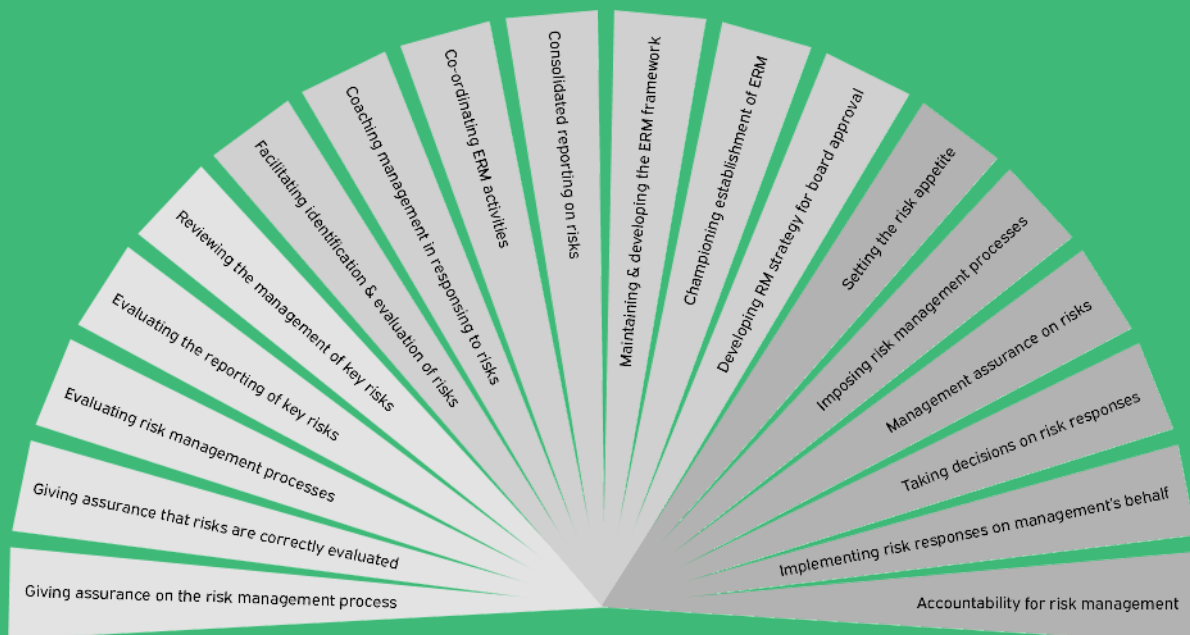 Giving assurance on the risk management process
Giving assurance that risks are correctly evaluated
Evaluating risk management processes
Evaluating the reporting of key risks
Reviewing the management of key risks
Facilitating identification & evaluation of risks
Coaching management in responsing to risks
Co-ordinating ERM activities
Consolidated reporting on risks
Maintaining & developing the ERM framework
Championing establishment of ERM
Developing RM strategy for board approval
Setting the risk appetite
Imposing risk management processes
Management assurance on risks
Taking decisions on risk responses
Implementing risk responses on management's behalf
Accountability for risk management